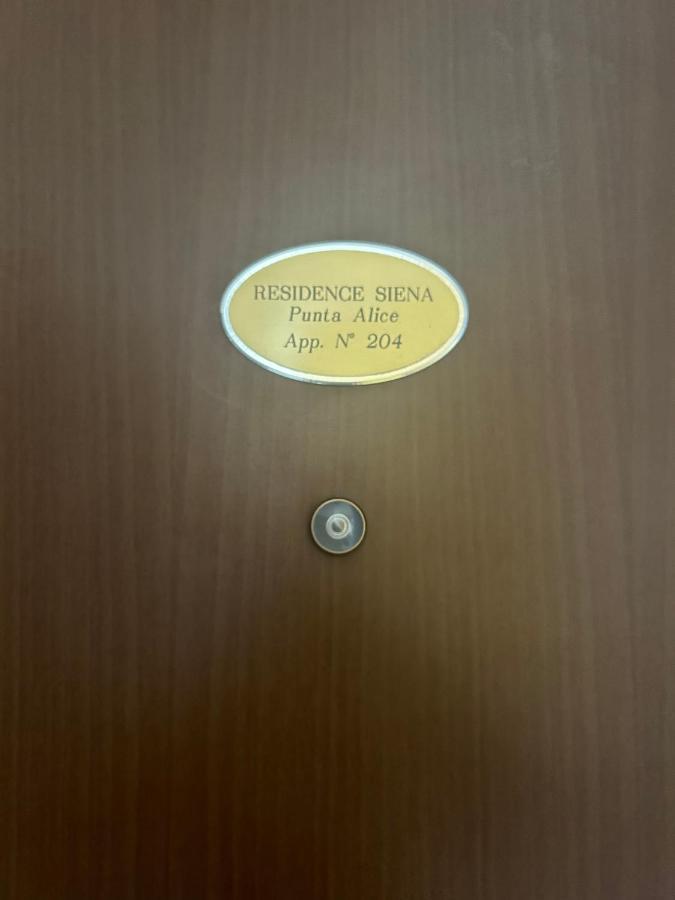 RESIDENCE SIENA
Punta Alice
App. N° 204